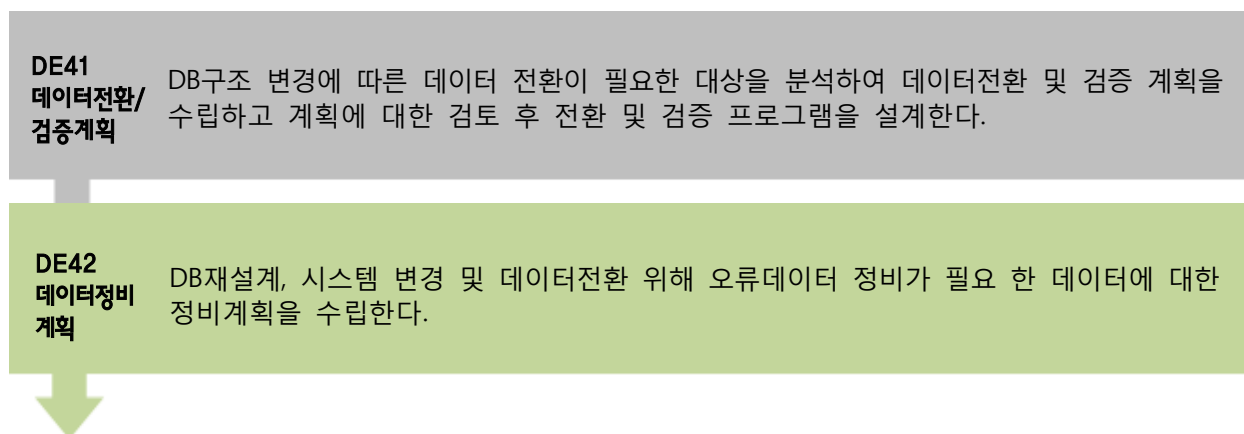 DE41
데이터전환/
검증계획
DB구조 변경에 따른 데이터 전환이 필요한 대상을 분석하여 데이터전환 및 검증 계획을
수립하고 계획에 대한 검토 후 전환 및 검증 프로그램을 설계한다.
DE42
데이터정비
계획
DB재설계, 시스템 변경 및 데이터전환 위해 오류데이터 정비가 필요 한 데이터에 대한
정비계획을 수립한다.